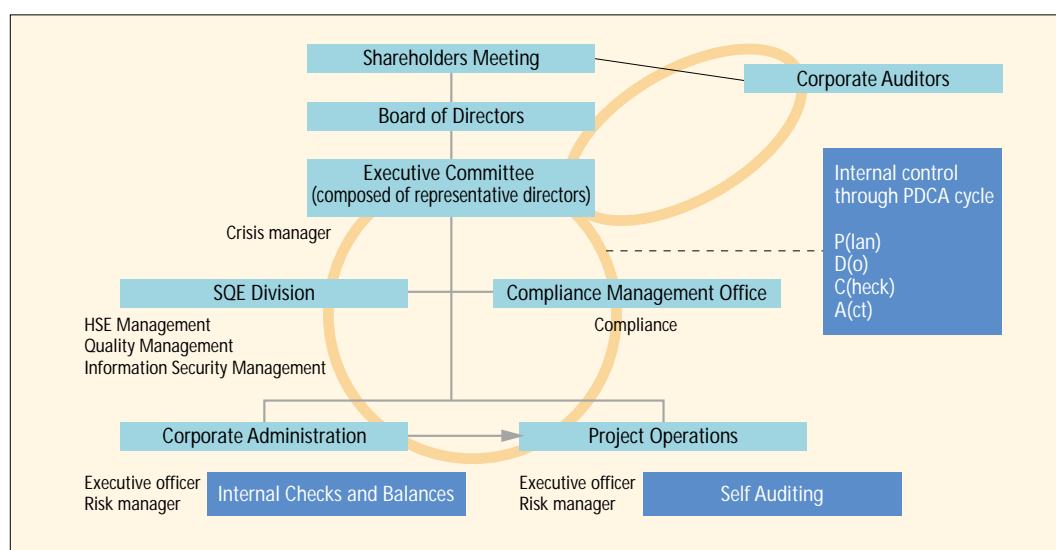 Shareholders Meeting
Corporate Auditors
Board of Directors
Executive Committee
(composed of representative directors)
Internal control
through PDCA cycle
P(lan)
D(o)
C(heck)
A(ct)
Crisis manager
SQE Division
Compliance Management Office
HSE Management
Quality Management
Information Security Management
Compliance
Corporate Administration
Project Operations
Executive officer
Risk manager
Internal Checks and Balances
Executive officer
Risk manager
Self Auditing